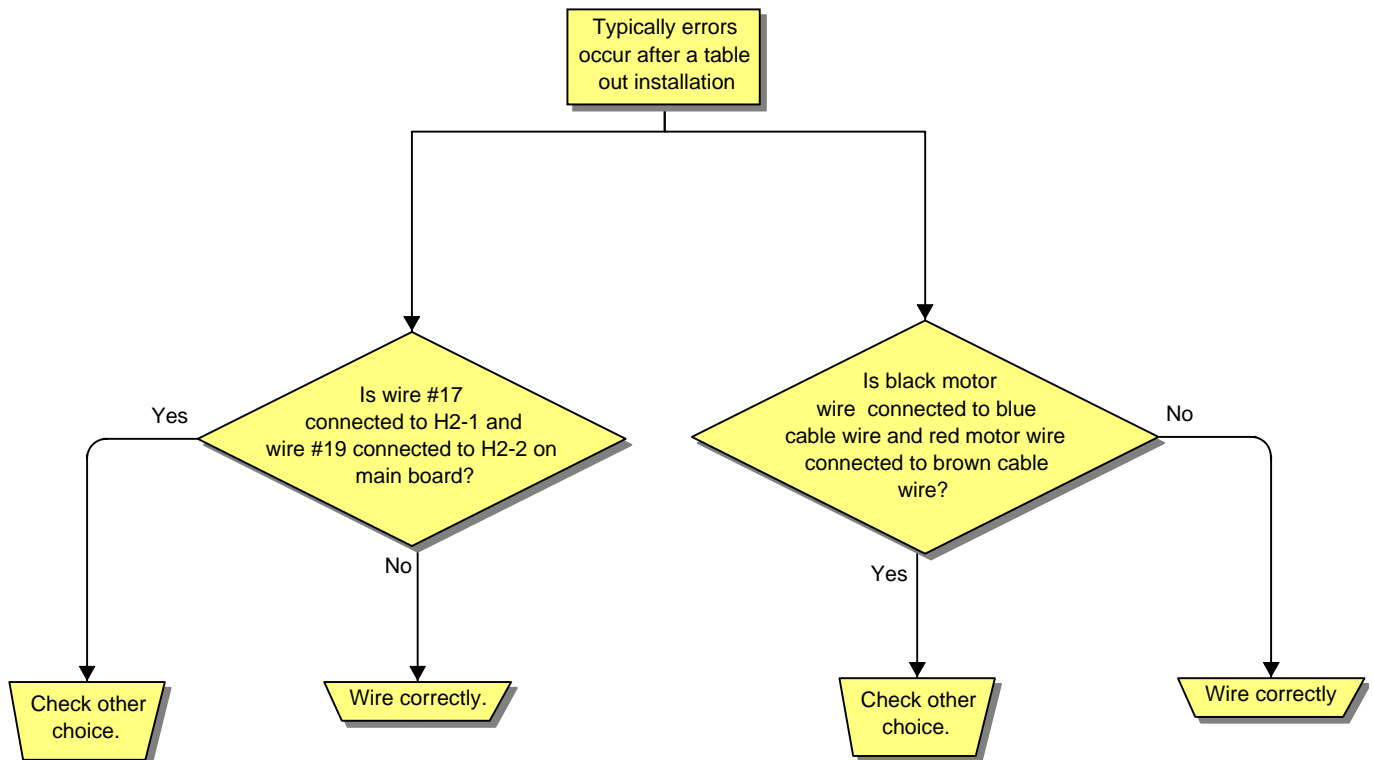 Typically errors
occur after a table
out installation
Is wire #17
connected to H2-1 and
wire #19 connected to H2-2 on
main board?
Yes
No
Is black motor
wire connected to blue
cable wire and red motor wire
connected to brown cable
wire?
No
Yes
Check other
choice.
Wire correctly.
Check other
choice.
Wire correctly